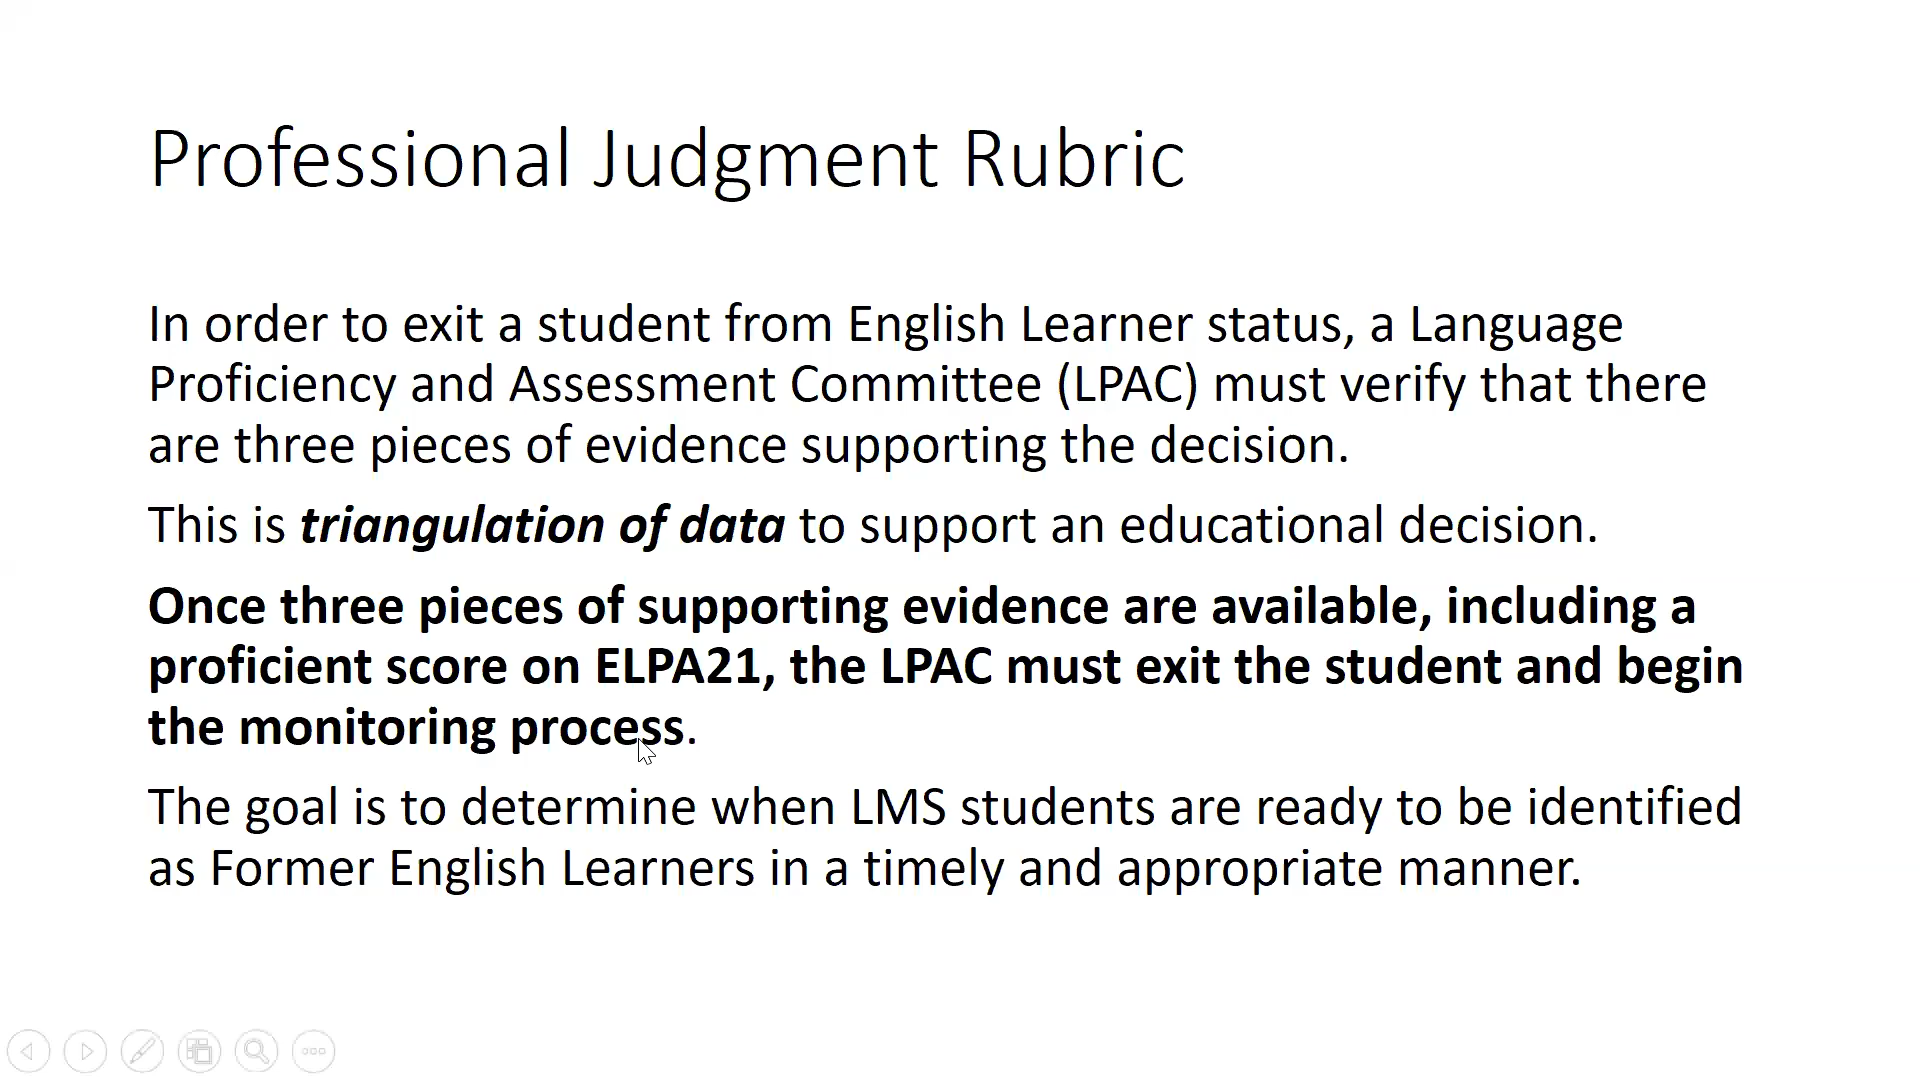 Professional Judgment Rubric
In order to exit a student from English Learner status, a Language
Proficiency and Assessment Committee (LPAC) must verify that there
are three pieces of evidence supporting the decision.
This is triangulation of data to support an educational decision.
Once three pieces of supporting evidence are available, including a
proficient score on ELPA21, the LPAC must exit the student and begin
the monitoring process.
The goal is to determine when LMS students are ready to be identified
as Former English Learners in a timely and appropriate manner.